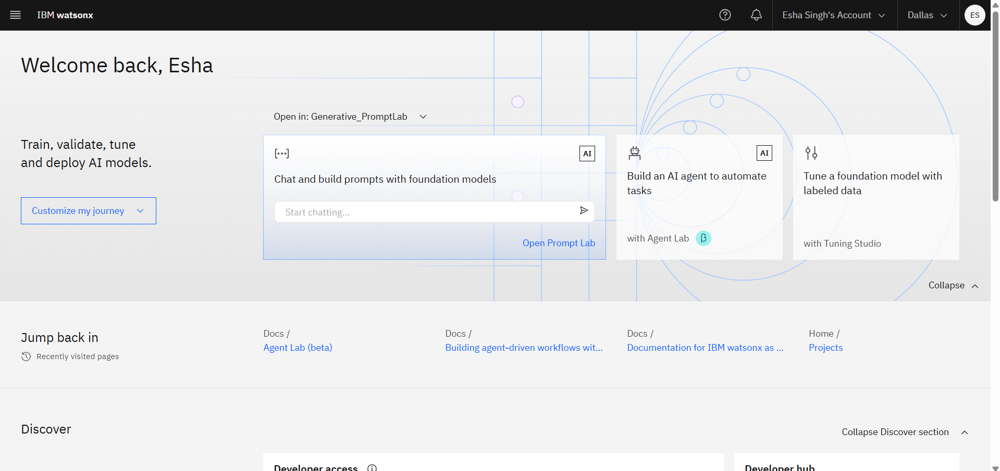 IBM watsonx
Esha Singh's Account
Dallas
ES
Welcome back, Esha
Open in: Generative_PromptLab
Train, validate, tune
and deploy AI models.
Customize my journey
AI
Chat and build prompts with foundation models
Start chatting...
Open Prompt Lab
AI
Build an AI agent to automate
tasks
with Agent Lab β
Tune a foundation model with
labeled data
with Tuning Studio
Collapse
Jump back in
Recently visited pages
Docs /
Agent Lab (beta)
Docs /
Building agent-driven workflows wit...
Docs /
Documentation for IBM watsonx as ...
Home /
Projects
Discover
Collapse Discover section
Developer access
Developer hub